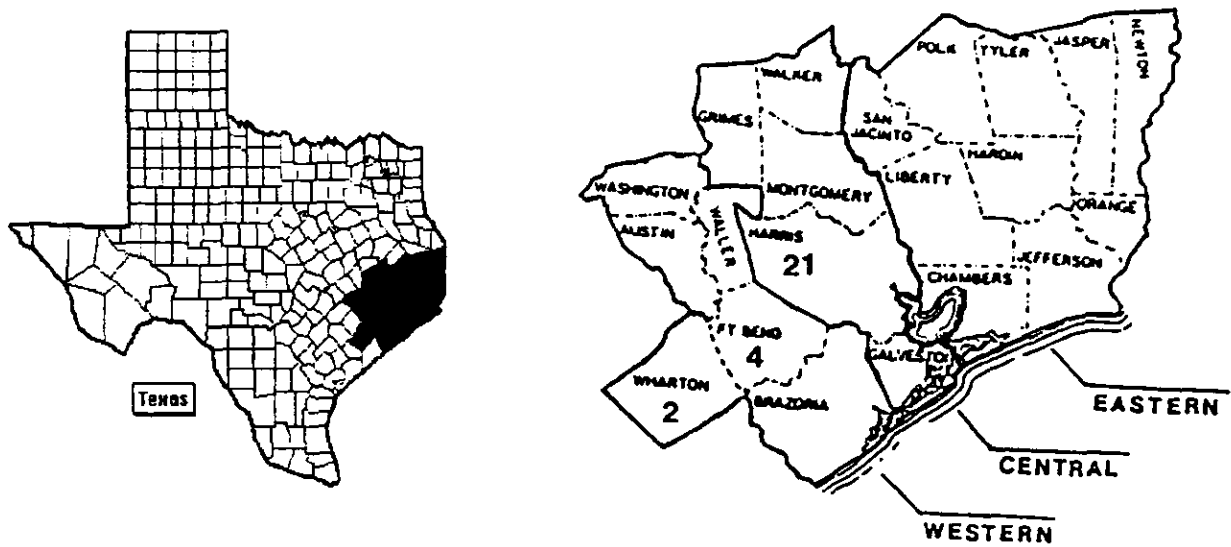 Texas
POLK
TYLER
JASPER
NEWTON
WALKER
GRIMES
SAN
JACINTO
HARDIN
LIBERTY
WASHINGTON
MONTGOMERY
WALLER
ORANGE
AUSTIN
HARRIS
21
JEFFERSON
CHAMBERS
FT BEND
4
GALVESTON
WHARTON
2
BRAZORIA
EASTERN
CENTRAL
WESTERN